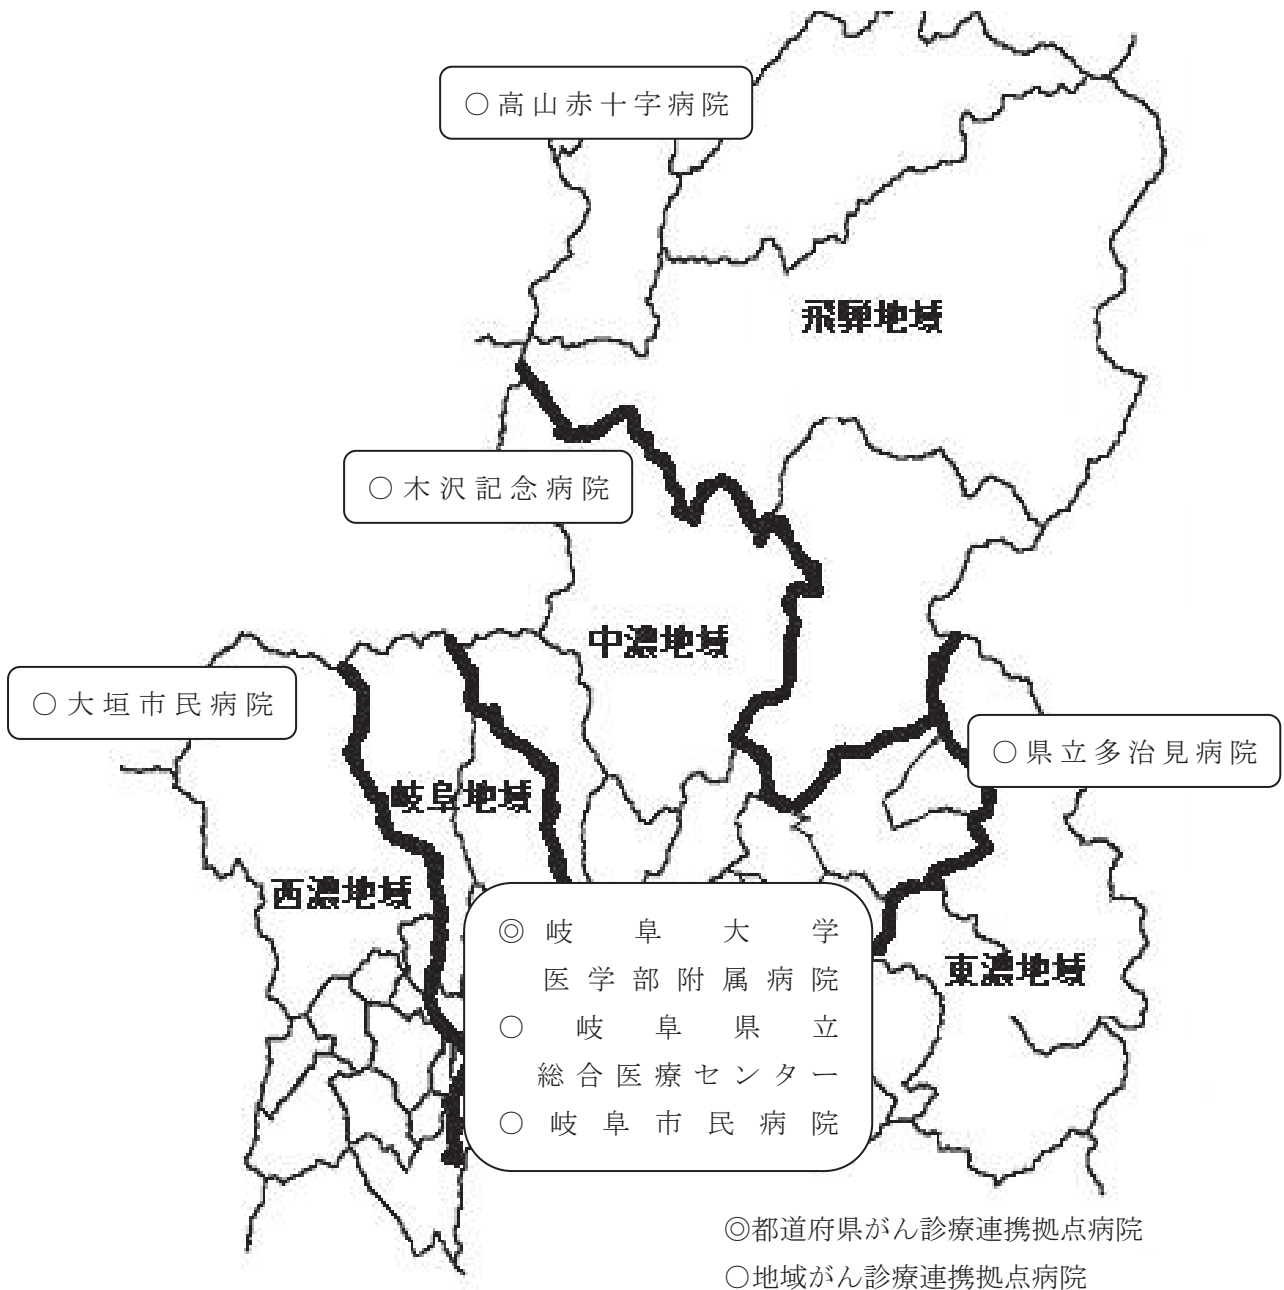 ○高山赤十字病院
飛騨地域
○木沢記念病院
中濃地域
○大垣市民病院
○県立多治見病院
岐阜地域
西濃地域
◎岐阜大学
医学部附属病院
○岐阜県立
総合医療センター
○岐阜市民病院
東濃地域
◎都道府県がん診療連携拠点病院
○地域がん診療連携拠点病院